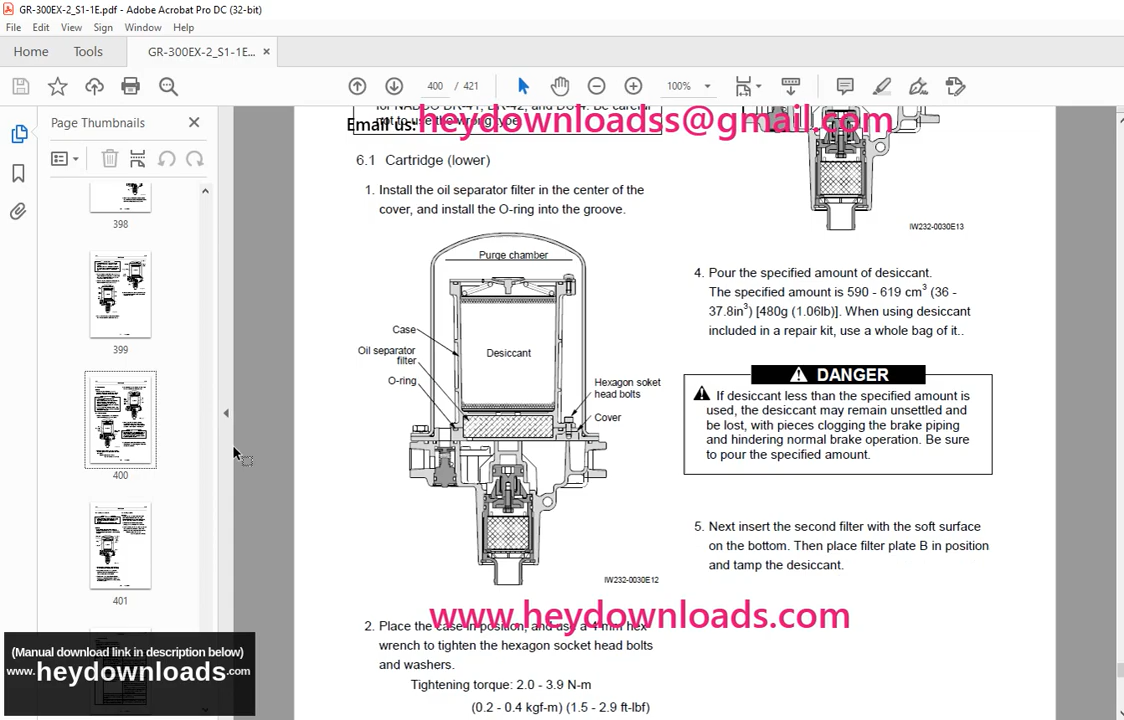 GR-300EX-2_S1-1E.pdf - Adobe Acrobat Pro DC (32-bit)
File Edit View Sign Window Help
Home Tools GR-300EX-2_S1-1E... ×
400 / 421 100%
Page Thumbnails
398
399
400
401
not to use the wrong type.
Email us: heydownloadss@gmail.com
6.1 Cartridge (lower)
1. Install the oil separator filter in the center of the
cover, and install the O-ring into the groove.
Purge chamber
Case
Oil separator
filter
O-ring
Desiccant
Hexagon soket
head bolts
Cover
IW232-0030E12
2. Place the case in position, and use a 4 mm hex
wrench to tighten the hexagon socket head bolts
and washers.
Tightening torque: 2.0 - 3.9 N-m
(0.2 - 0.4 kgf-m) (1.5 - 2.9 ft-lbf)
IW232-0030E13
4. Pour the specified amount of desiccant.
The specified amount is 590 - 619 cm3 (36 -
37.8in3) [480g (1.06lb)]. When using desiccant
included in a repair kit, use a whole bag of it..
DANGER
If desiccant less than the specified amount is
used, the desiccant may remain unsettled and
be lost, with pieces clogging the brake piping
and hindering normal brake operation. Be sure
to pour the specified amount.
5. Next insert the second filter with the soft surface
on the bottom. Then place filter plate B in position
and tamp the desiccant.
www.heydownloads.com
(Manual download link in description below)
www.heydownloads.com